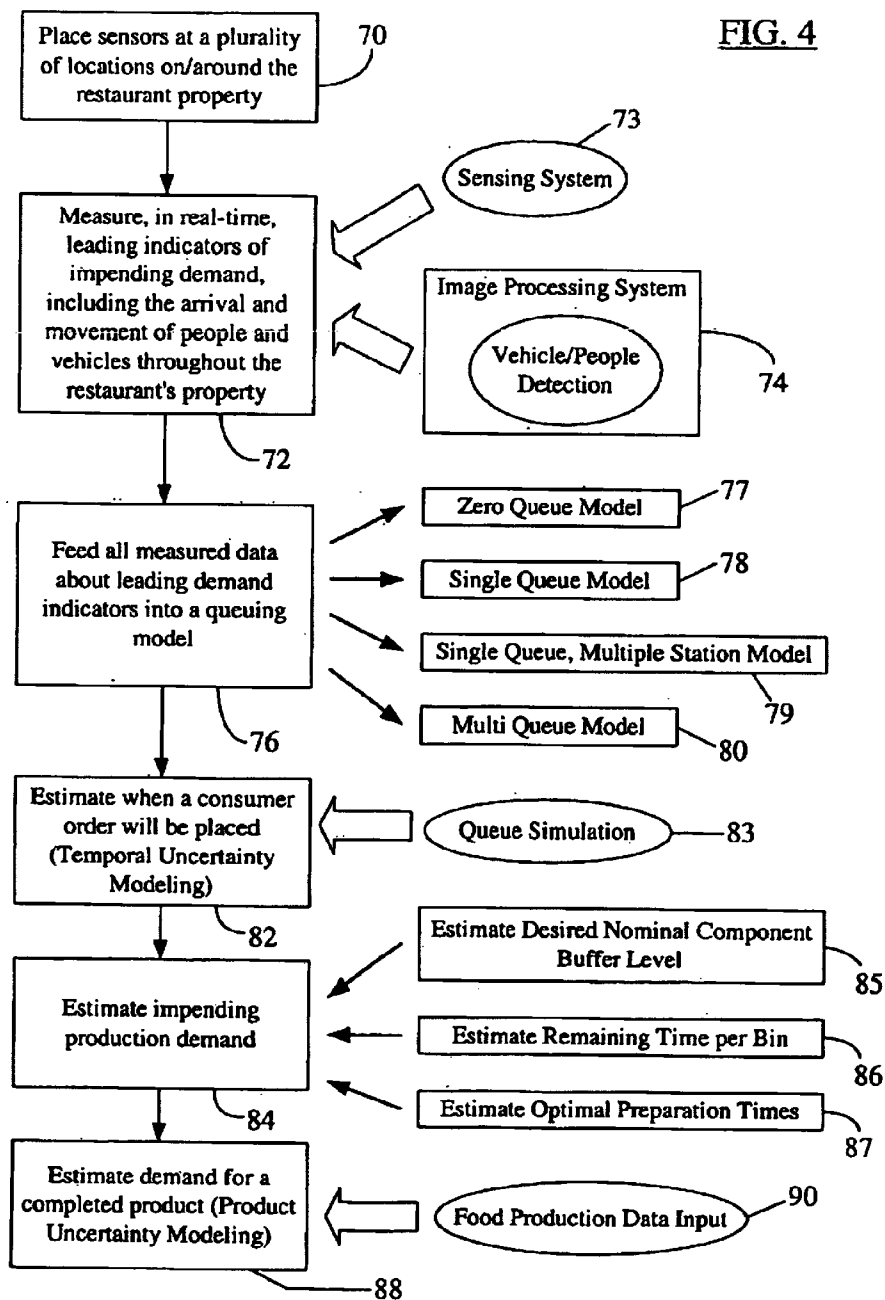 FIG. 4
Place sensors at a plurality
of locations on/around the
restaurant property
70
73
Sensing System
Measure, in real-time,
leading indicators of
impending demand,
including the arrival and
movement of people and
vehicles throughout the
restaurant's property
72
Image Processing System
Vehicle/People
Detection
74
Feed all measured data
about leading demand
indicators into a queuing
model
76
Zero Queue Model
77
Single Queue Model
78
Single Queue, Multiple Station Model
79
Multi Queue Model
80
Estimate when a consumer
order will be placed
(Temporal Uncertainty
Modeling)
82
Queue Simulation
83
Estimate impending
production demand
84
Estimate Desired Nominal Component
Buffer Level
85
Estimate Remaining Time per Bin
86
Estimate Optimal Preparation Times
87
Estimate demand for a
completed product (Product
Uncertainty Modeling)
88
Food Production Data Input
90